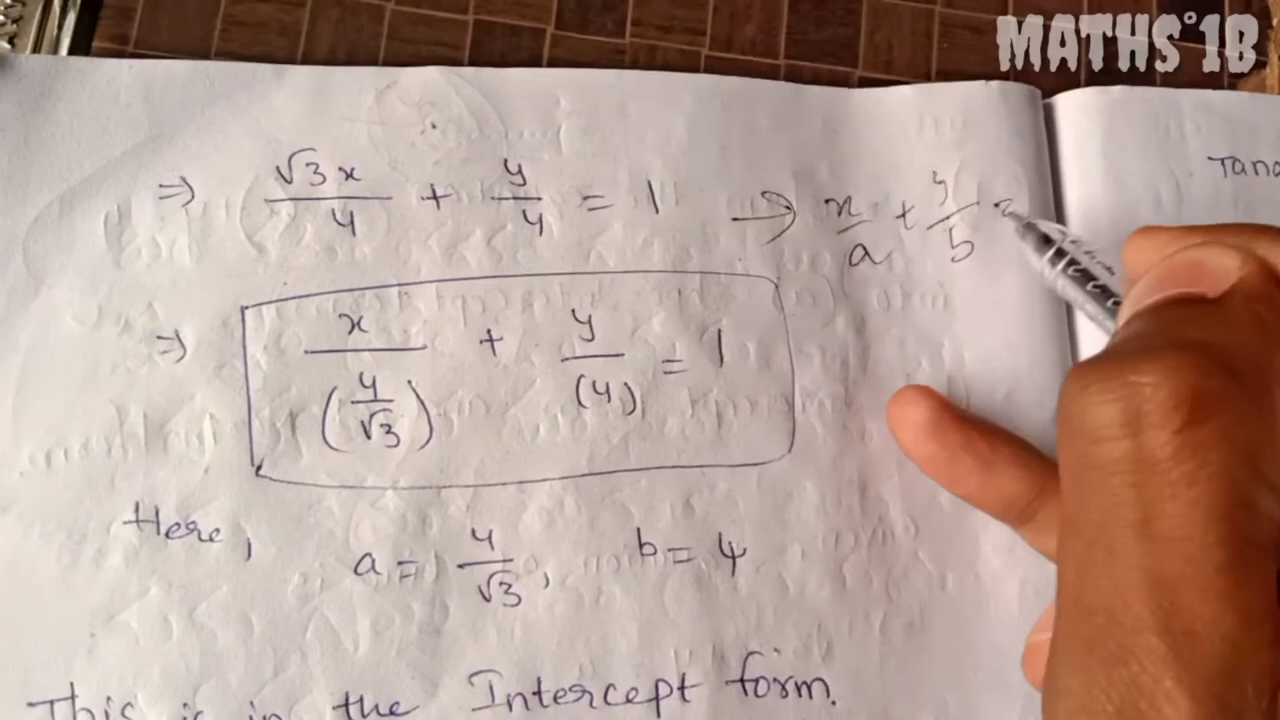 MATHS°1B
Tan
⇒ √3x/4 + y/4 = 1 → x/a + y/b =
⇒ x/(4/√3) + y/(4) = 1
Here, a = 4/√3, b = 4
This is in the Intercept form.